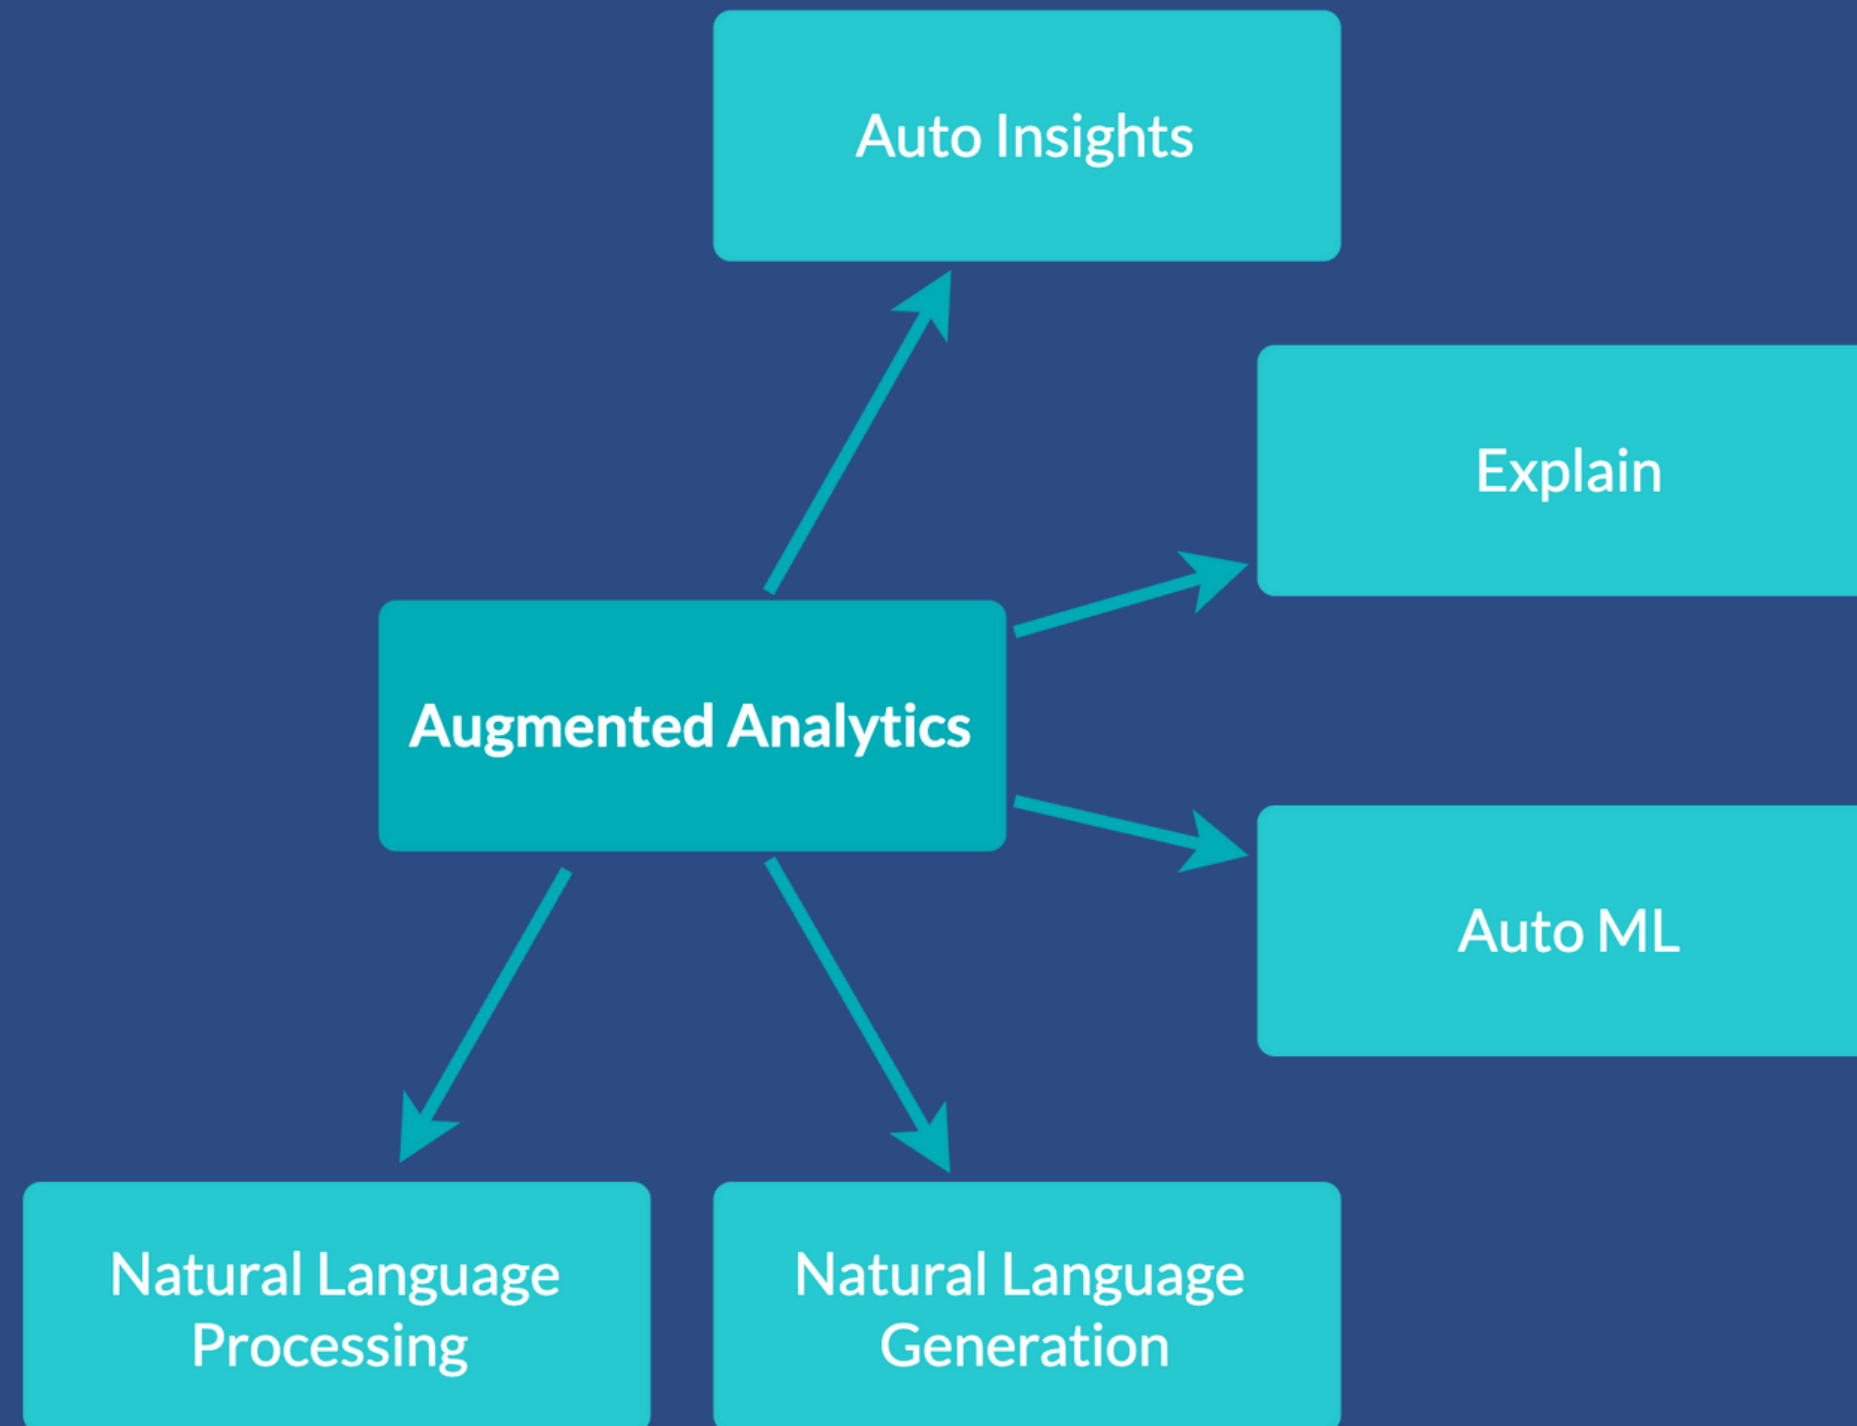 Auto Insights
Explain
Augmented Analytics
Auto ML
Natural Language
Processing
Natural Language
Generation